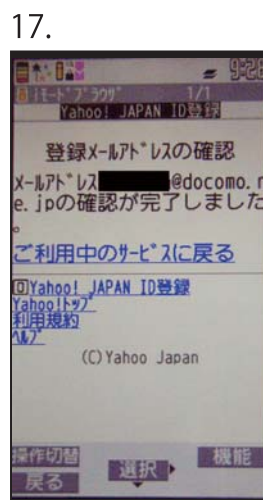 17.
9:28
iモードブラウザ 1/1
Yahoo! JAPAN ID登録
登録メールアドレスの確認
メールアドレス @docomo.n
e.jpの確認が完了しました
。
ご利用中のサービスに戻る
0Yahoo! JAPAN ID登録
Yahoo!トップ
利用規約
ヘルプ
(C)Yahoo Japan
操作切替 選択 機能
戻る